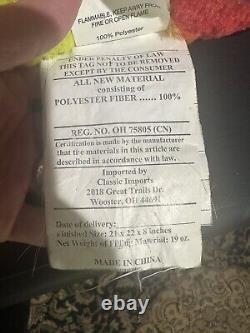 FLAMMABLE, KEEP AWAY FROM
FIRE OR OPEN FLAME
100% Polyester
UNDER PENALTY OF LAW
THIS TAG NOT TO BE REMOVED
EXCEPT BY THE CONSUMER
ALL NEW MATERIAL
consisting of
POLYESTER FIBER ...... 100%
REG. NO. OH 75805 (CN)
Certification is made by the manufacturer
that the materials in this article are
described in accordance with law.
Imported by
Classic Imports
2018 Great Trails Dr.
Wooster, OH 44691
Date of delivery:
Finished Size: 21 x 22 x 8 inches
Net Weight of Filling Material: 19 oz.
MADE IN CHINA
ebay